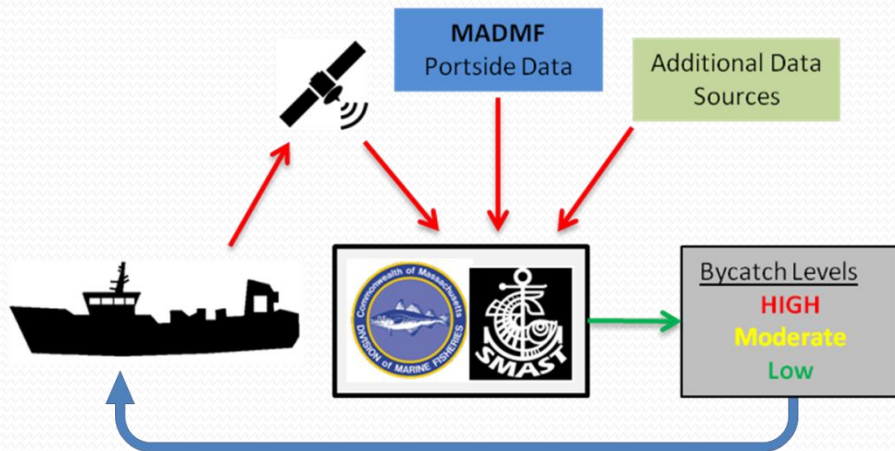 MADMF
Portside Data
Additional Data
Sources
Commonwealth of Massachusetts
DIVISION of MARINE FISHERIES
SMAST
Bycatch Levels
HIGH
Moderate
Low